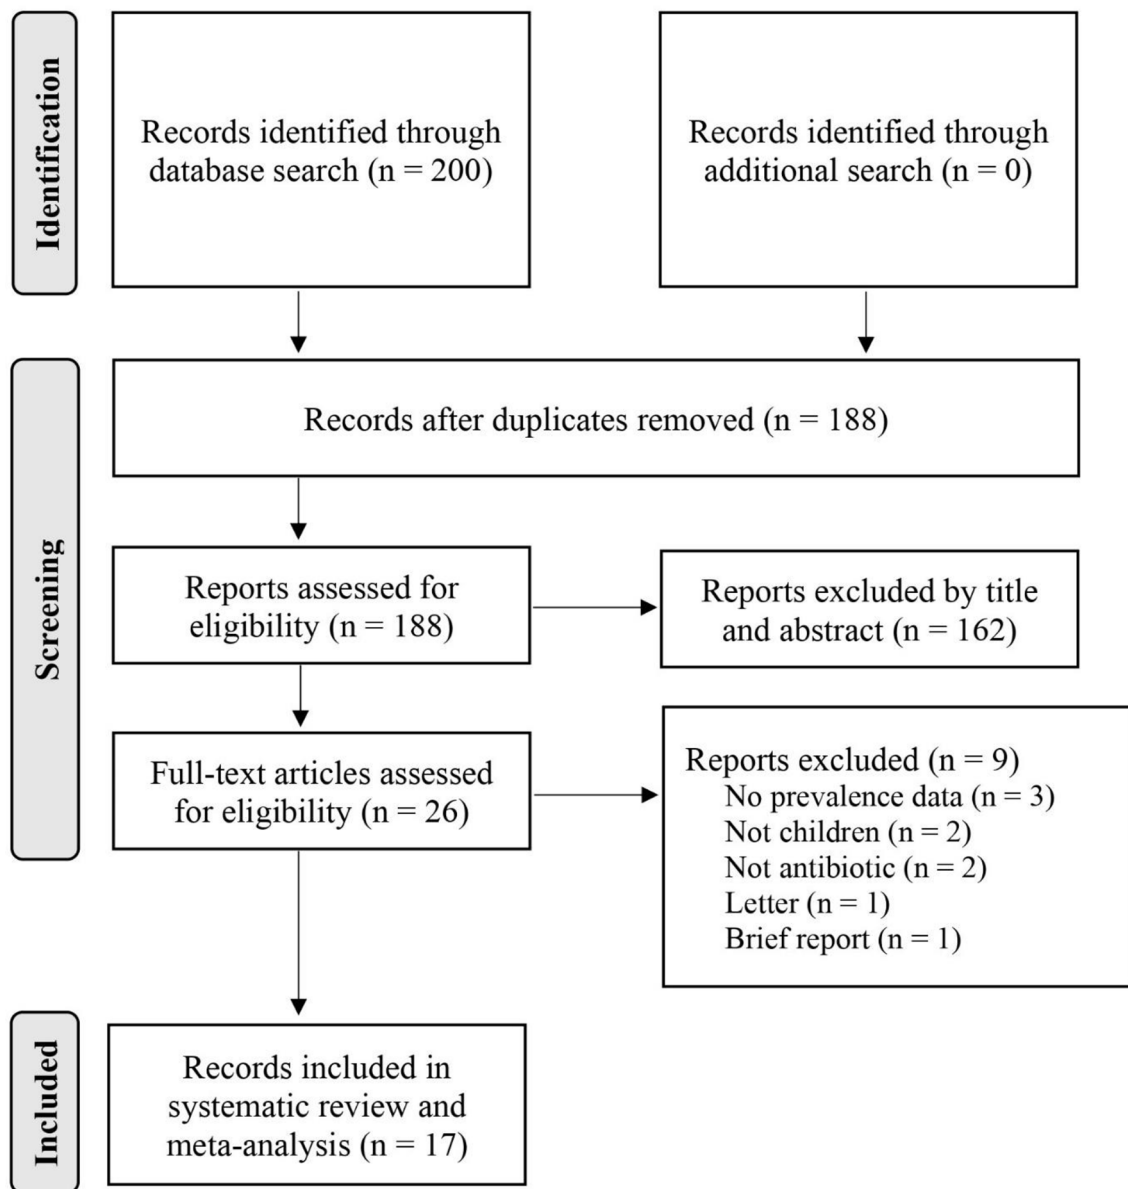 Identification
Records identified through
database search (n = 200)
Records identified through
additional search (n = 0)
Screening
Records after duplicates removed (n = 188)
Reports assessed for
eligibility (n = 188)
Reports excluded by title
and abstract (n = 162)
Full-text articles assessed
for eligibility (n = 26)
Reports excluded (n = 9)
No prevalence data (n = 3)
Not children (n = 2)
Not antibiotic (n = 2)
Letter (n = 1)
Brief report (n = 1)
Included
Records included in
systematic review and
meta-analysis (n = 17)